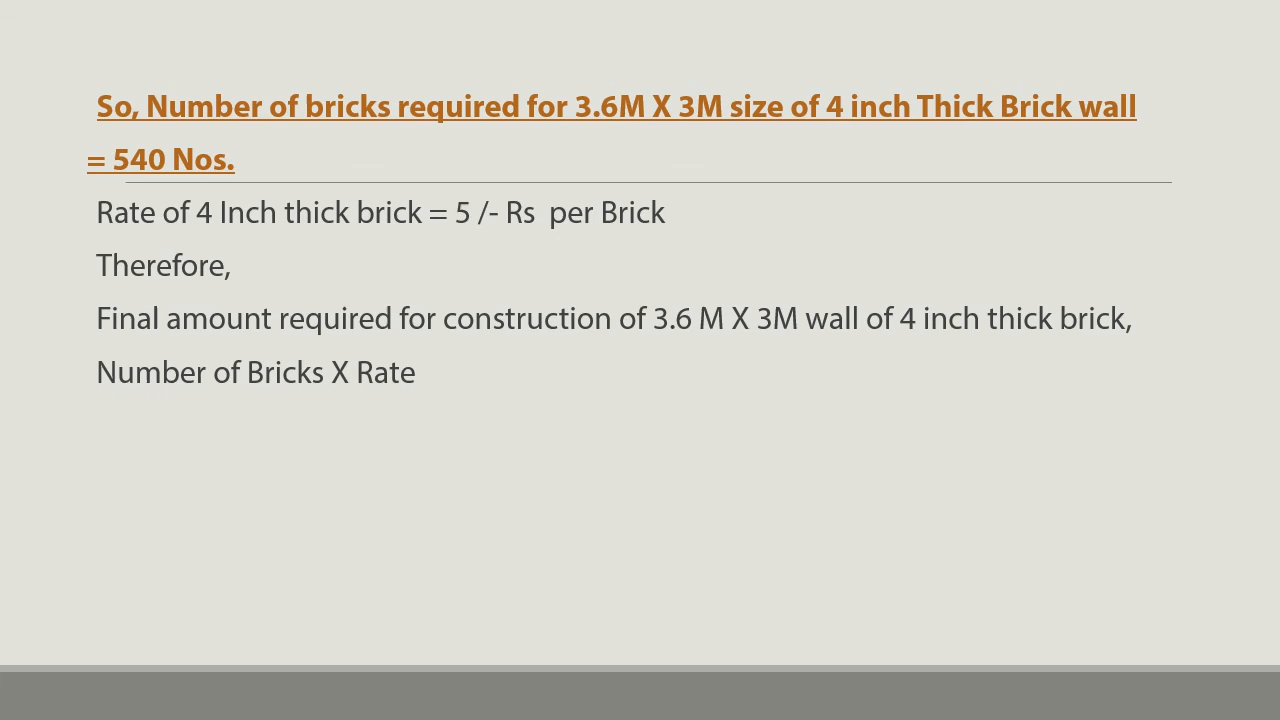 So, Number of bricks required for 3.6M X 3M size of 4 inch Thick Brick wall
= 540 Nos.
Rate of 4 Inch thick brick = 5 /- Rs  per Brick
Therefore,
Final amount required for construction of 3.6 M X 3M wall of 4 inch thick brick,
Number of Bricks X Rate